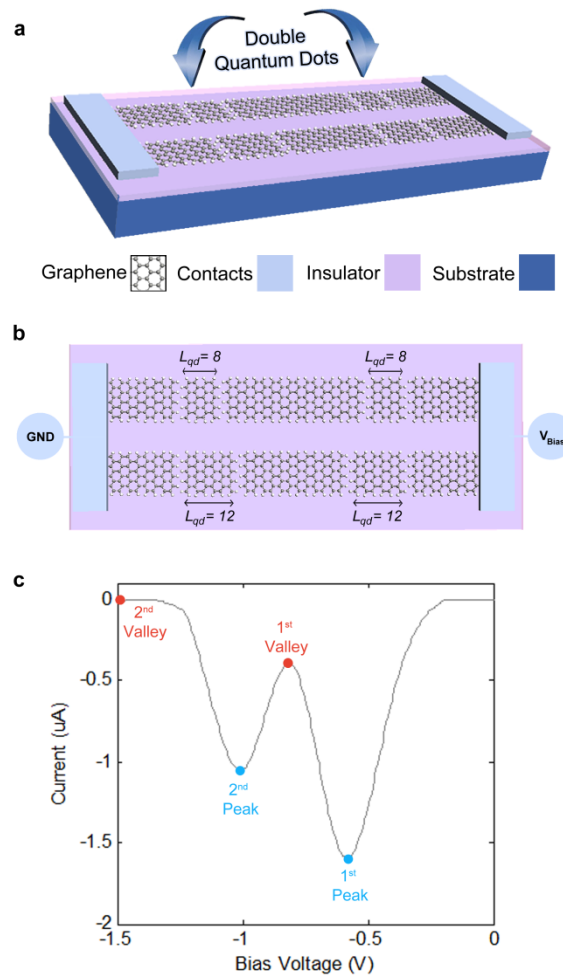 a
Double
Quantum Dots
Graphene Contacts Insulator Substrate
b
L_qd= 8 L_qd= 8
GND V_Bias
L_qd= 12 L_qd= 12
c
0
-0.5
-1
-1.5
-2
Current (uA)
2nd
Valley
1st
Valley
2nd
Peak
1st
Peak
-1.5 -1 -0.5 0
Bias Voltage (V)